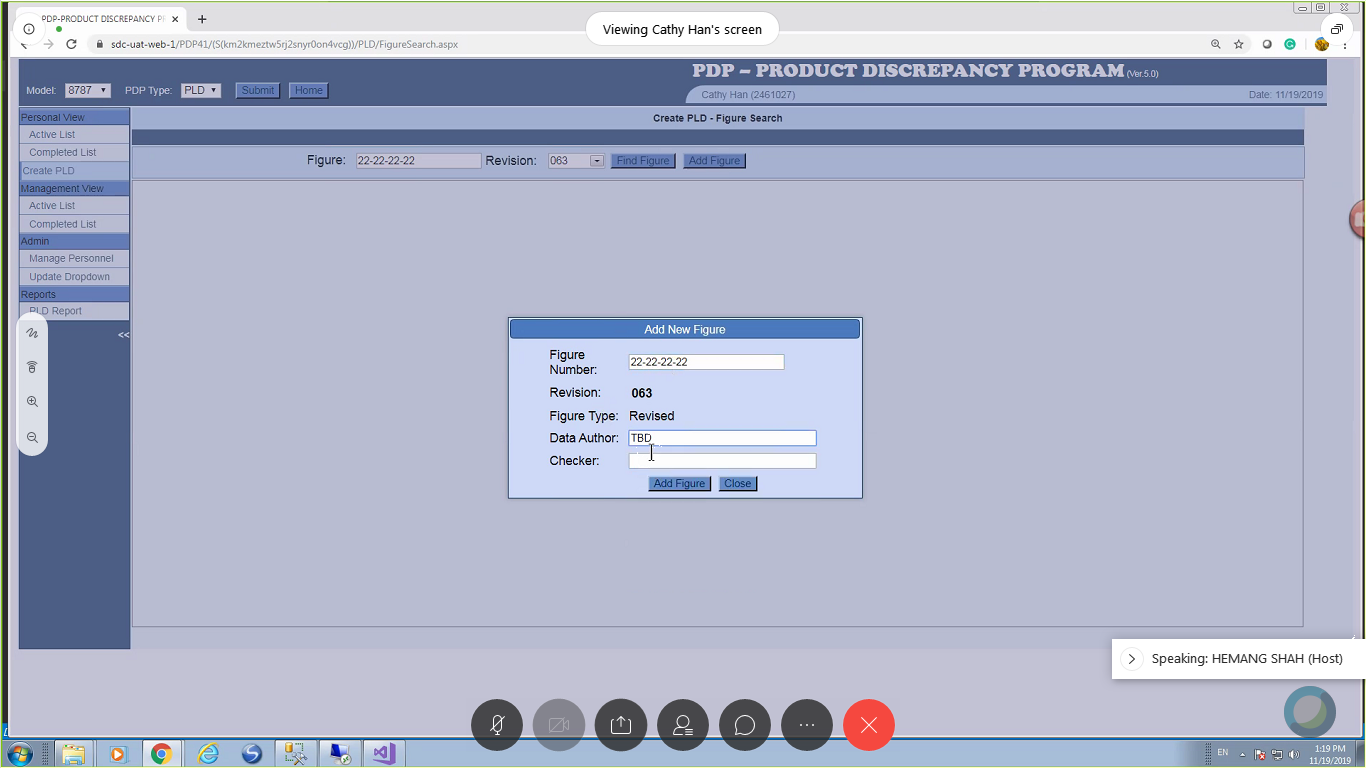 PDP-PRODUCT DISCREPANCY PR
Viewing Cathy Han's screen
sdc-uat-web-1/PDP41/(S(km2kmeztw5rj2snyr0on4vcg))/PLD/FigureSearch.aspx
PDP – PRODUCT DISCREPANCY PROGRAM (Ver.5.0)
Model: 8787 PDP Type: PLD Submit Home
Cathy Han (2461027) Date: 11/19/2019
Personal View
Create PLD - Figure Search
Active List
Completed List
Figure: 22-22-22-22 Revision: 063 Find Figure Add Figure
Create PLD
Management View
Active List
Completed List
Admin
Manage Personnel
Update Dropdown
Reports
PLD Report
<<
Add New Figure
Figure Number: 22-22-22-22
Revision: 063
Figure Type: Revised
Data Author: TBD
Checker:
Add Figure Close
Speaking: HEMANG SHAH (Host)
EN
1:19 PM
11/19/2019